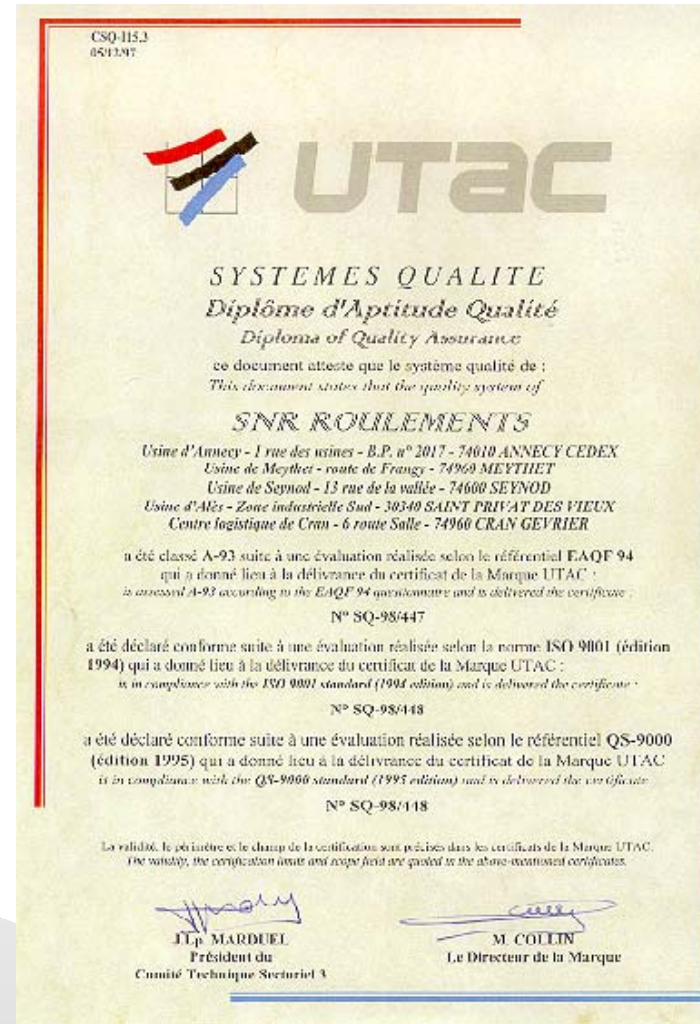 CSQ-115.3
05/12/97
UTAC
SYSTEMES QUALITE
Diplôme d'Aptitude Qualité
Diploma of Quality Assurance
ce document atteste que le système qualité de :
This document states that the quality system of
SNR ROULEMENTS
Usine d'Annecy - 1 rue des usines - B.P. n° 2017 - 74010 ANNECY CEDEX
Usine de Meythet - route de Frangy - 74960 MEYTHET
Usine de Seynod - 13 rue de la vallée - 74600 SEYNOD
Usine d'Alès - Zone industrielle Sud - 30340 SAINT PRIVAT DES VIEUX
Centre logistique de Cran - 6 route Salle - 74960 CRAN GEVRIER
a été classé A-93 suite à une évaluation réalisée selon le référentiel EAQF 94
qui a donné lieu à la délivrance du certificat de la Marque UTAC :
is assessed A-93 according to the EAQF 94 questionnaire and is delivered the certificate :
N° SQ-98/447
a été déclaré conforme suite à une évaluation réalisée selon la norme ISO 9001 (édition
1994) qui a donné lieu à la délivrance du certificat de la Marque UTAC :
is in compliance with the ISO 9001 standard (1994 edition) and is delivered the certificate :
N° SQ-98/448
a été déclaré conforme suite à une évaluation réalisée selon le référentiel QS-9000
(édition 1995) qui a donné lieu à la délivrance du certificat de la Marque UTAC
is in compliance with the QS-9000 standard (1995 edition) and is delivered the certificate
N° SQ-98/448
La validité, le périmètre et le champ de la certification sont précisés dans les certificats de la Marque UTAC.
The validity, the certification limits and scope field are quoted in the above-mentioned certificates.
J.Lp. MARDUEL
Président du
Comité Technique Sectoriel 3
M. COLLIN
Le Directeur de la Marque